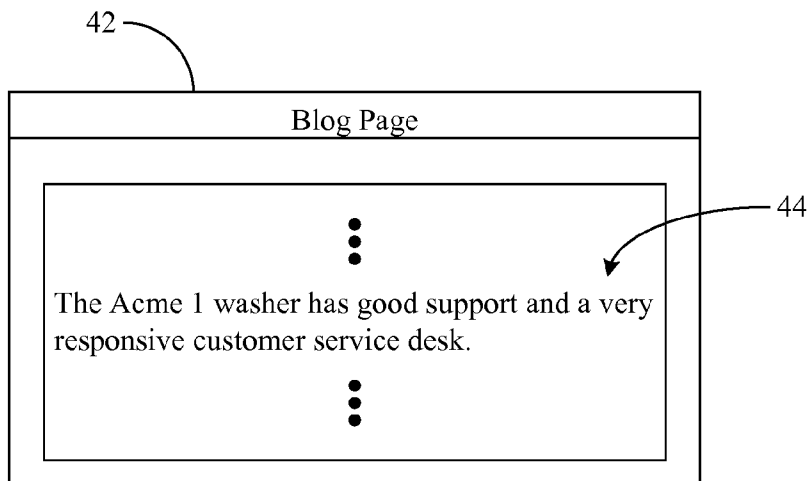 42
Blog Page
44
The Acme 1 washer has good support and a very
responsive customer service desk.